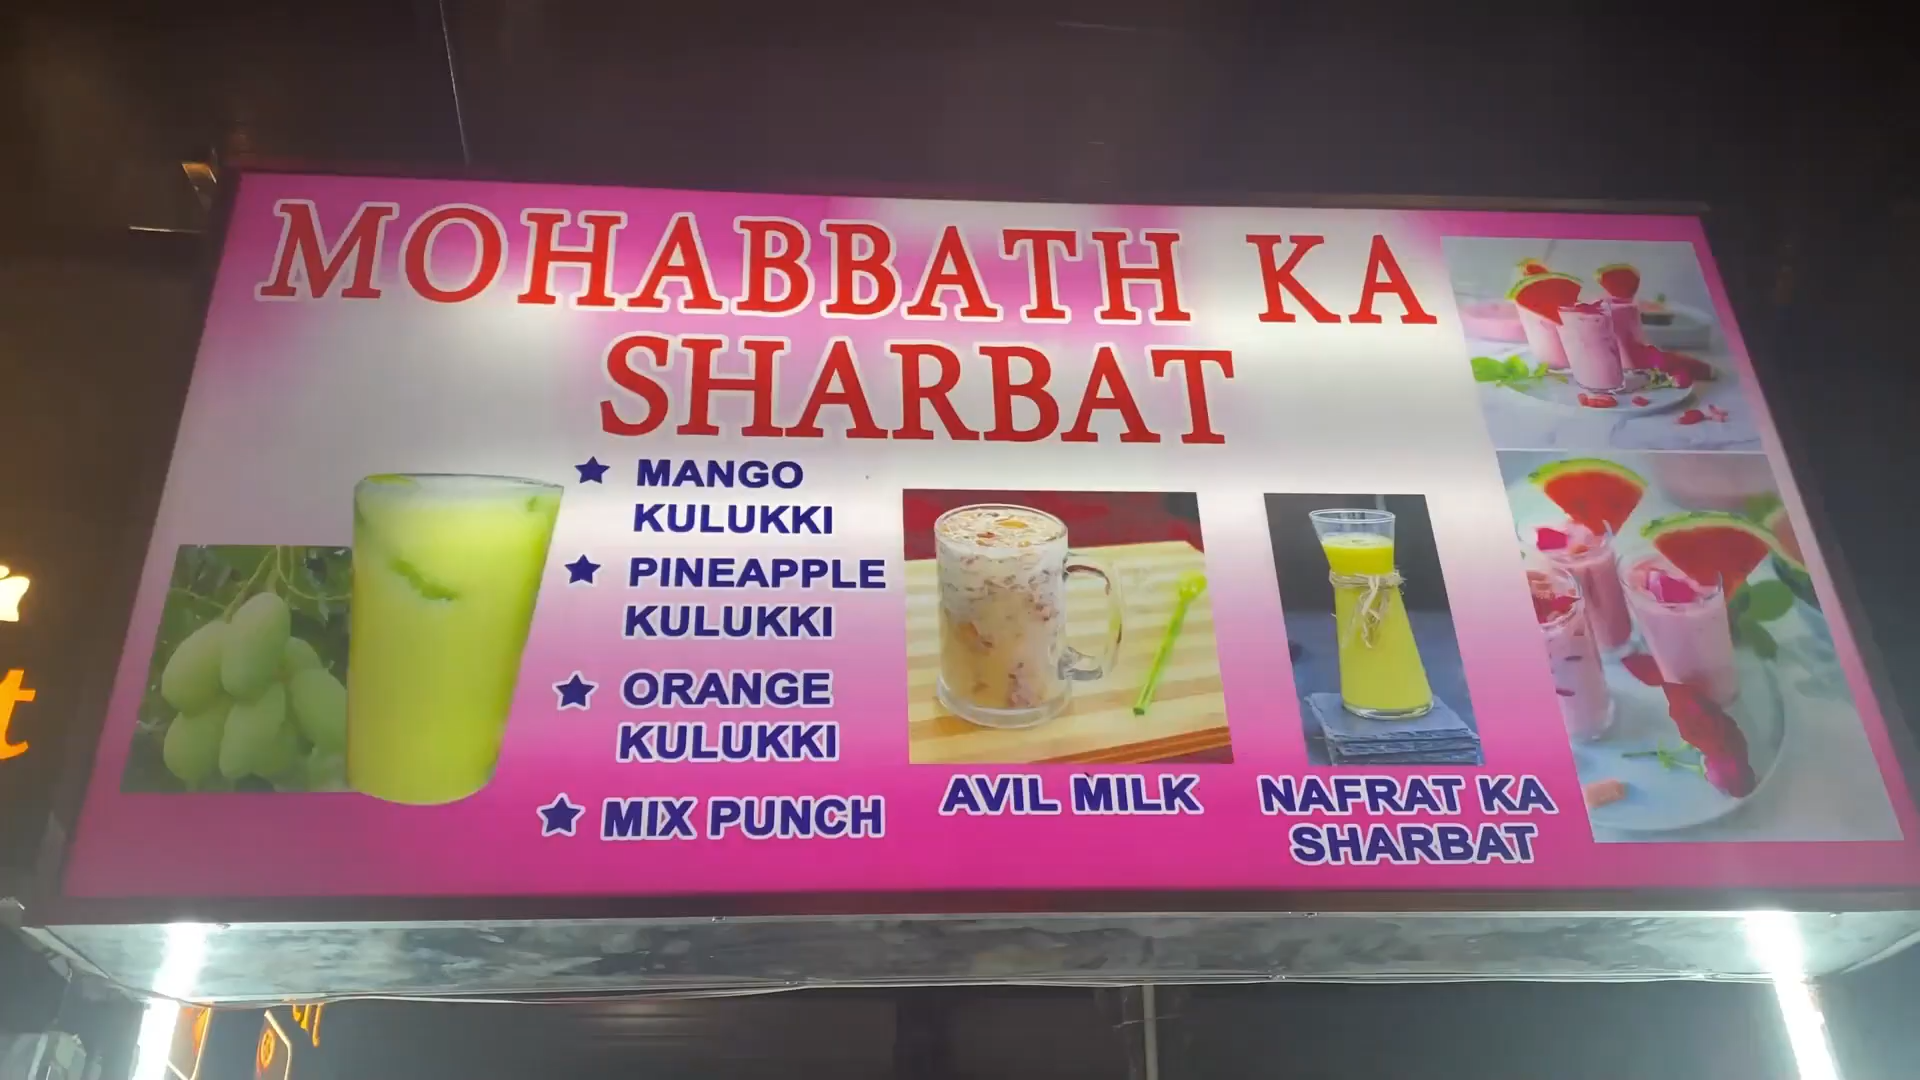 MOHABBATH KA
SHARBAT
MANGO
KULUKKI
PINEAPPLE
KULUKKI
ORANGE
KULUKKI
MIX PUNCH
AVIL MILK
NAFRAT KA
SHARBAT